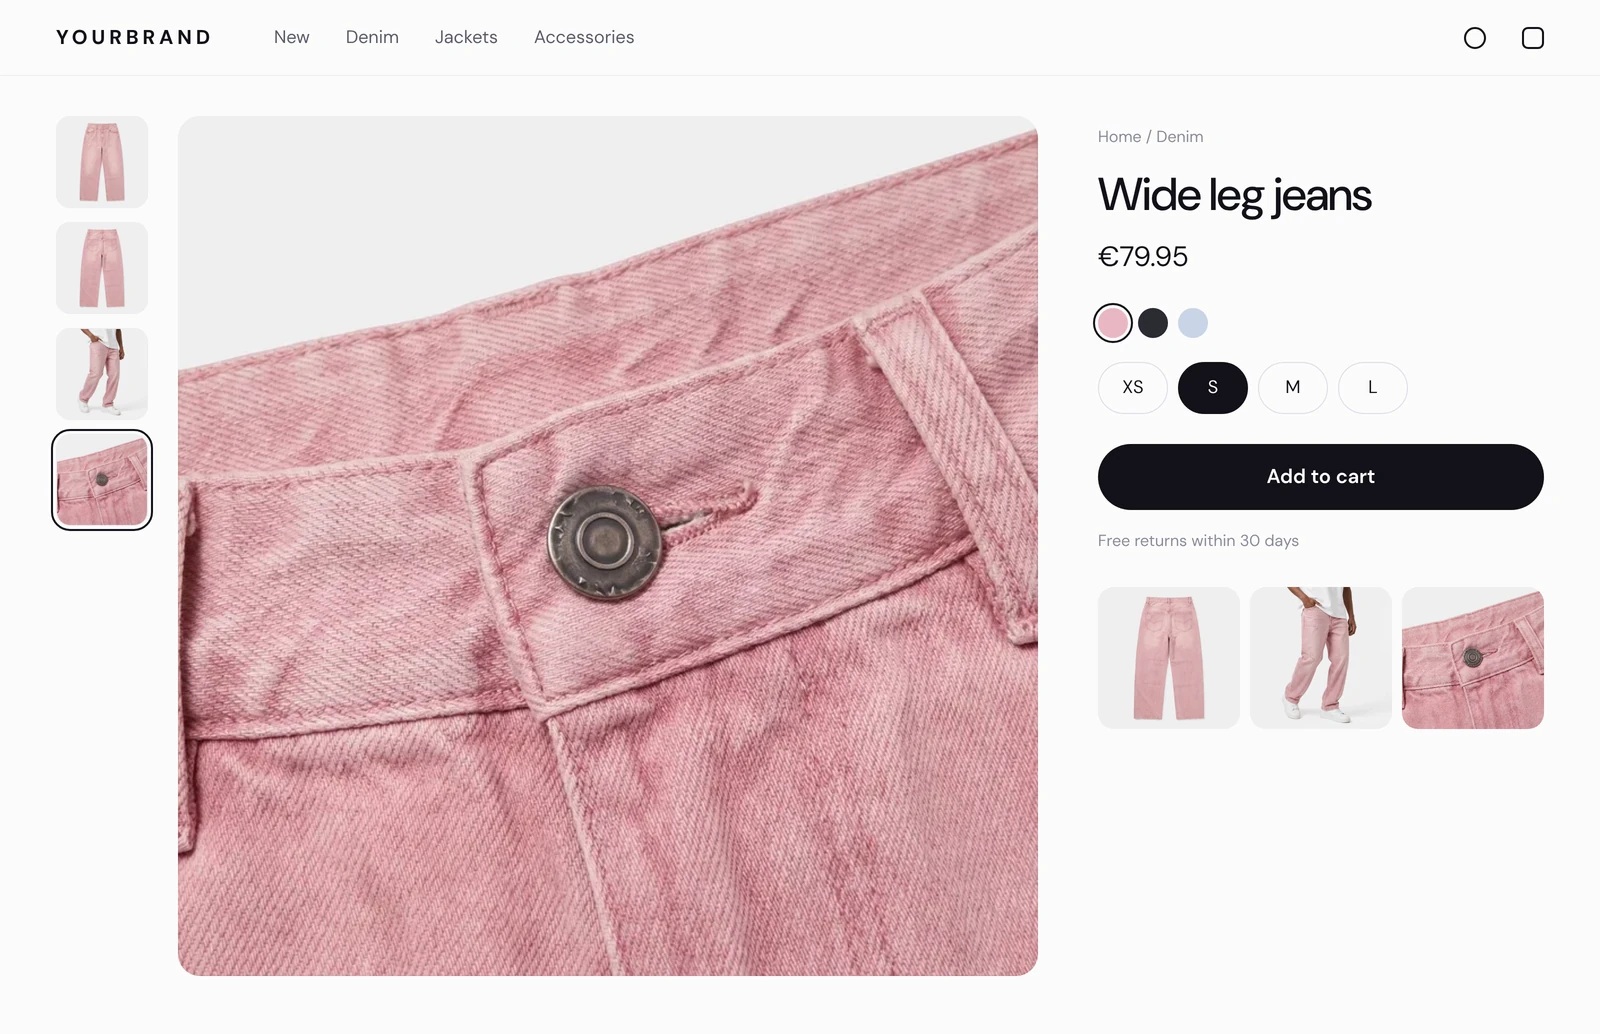 YOURBRAND
New
Denim
Jackets
Accessories
Home / Denim
Wide leg jeans
€79.95
XS
S
M
L
Add to cart
Free returns within 30 days